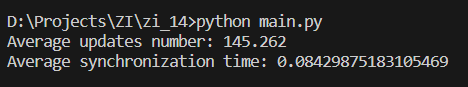 D:\Projects\ZI\zi_14>python main.py
Average updates number: 145.262
Average synchronization time: 0.08429875183105469